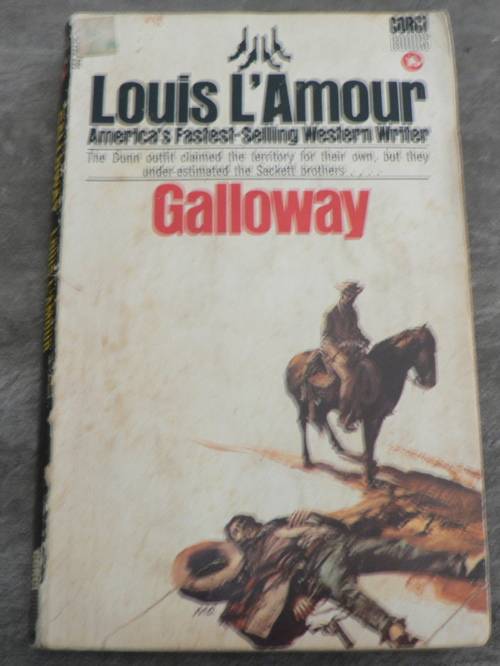 CORGI
BOOKS
Louis L'Amour
America's Fastest-Selling Western Writer
The Dunn outfit claimed the territory for their own, but they
under-estimated the Sackett brothers . . . .
Galloway